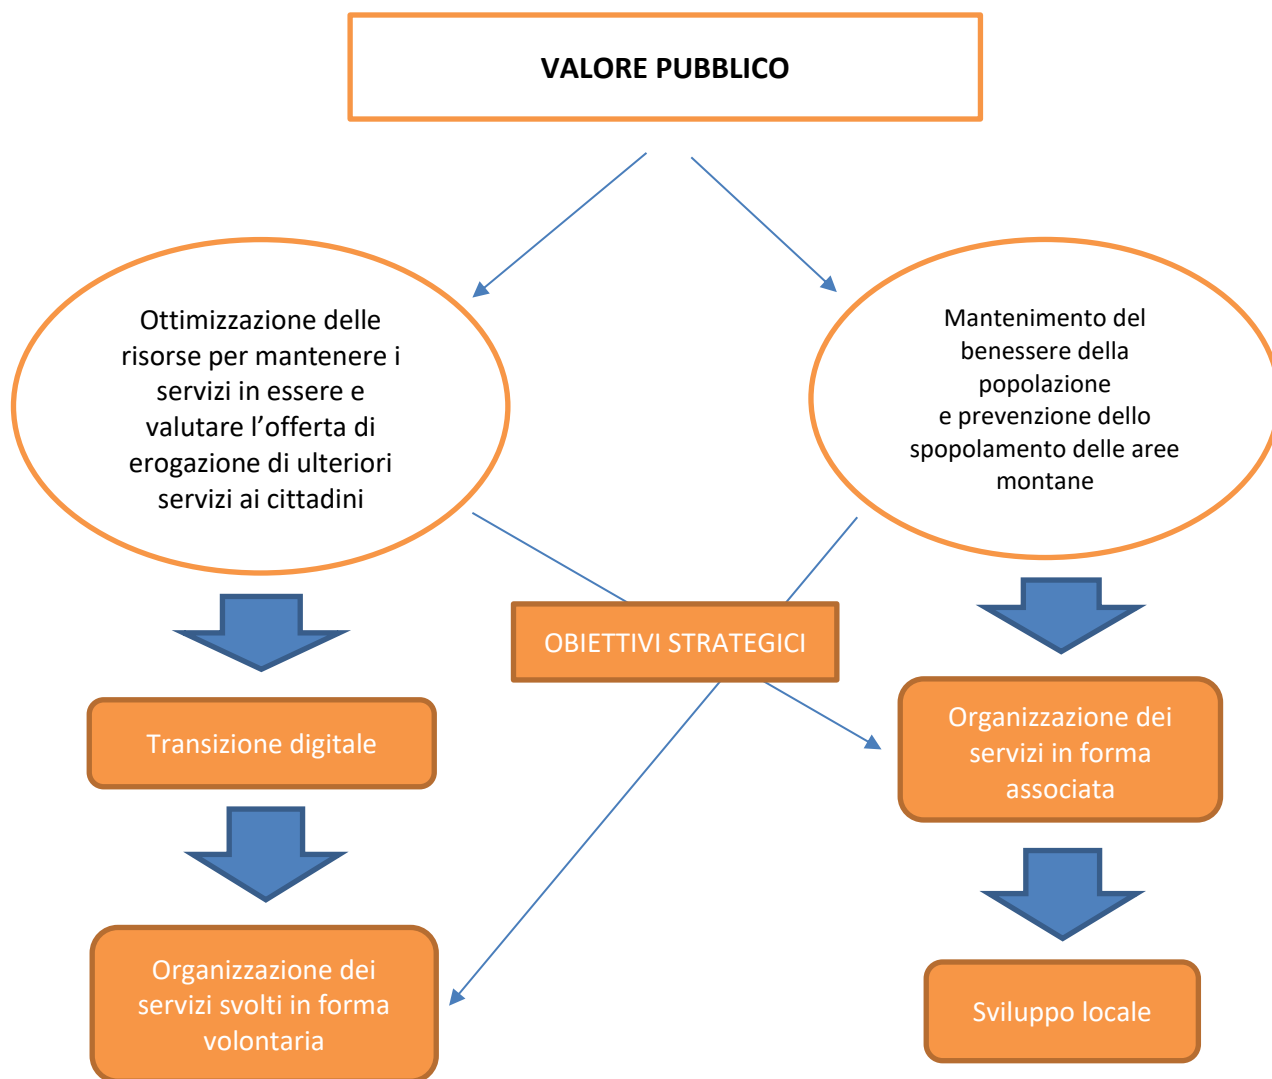 VALORE PUBBLICO
Ottimizzazione delle
risorse per mantenere i
servizi in essere e
valutare l’offerta di
erogazione di ulteriori
servizi ai cittadini
Mantenimento del
benessere della
popolazione
e prevenzione dello
spopolamento delle aree
montane
OBIETTIVI STRATEGICI
Transizione digitale
Organizzazione dei
servizi in forma
associata
Organizzazione dei
servizi svolti in forma
volontaria
Sviluppo locale